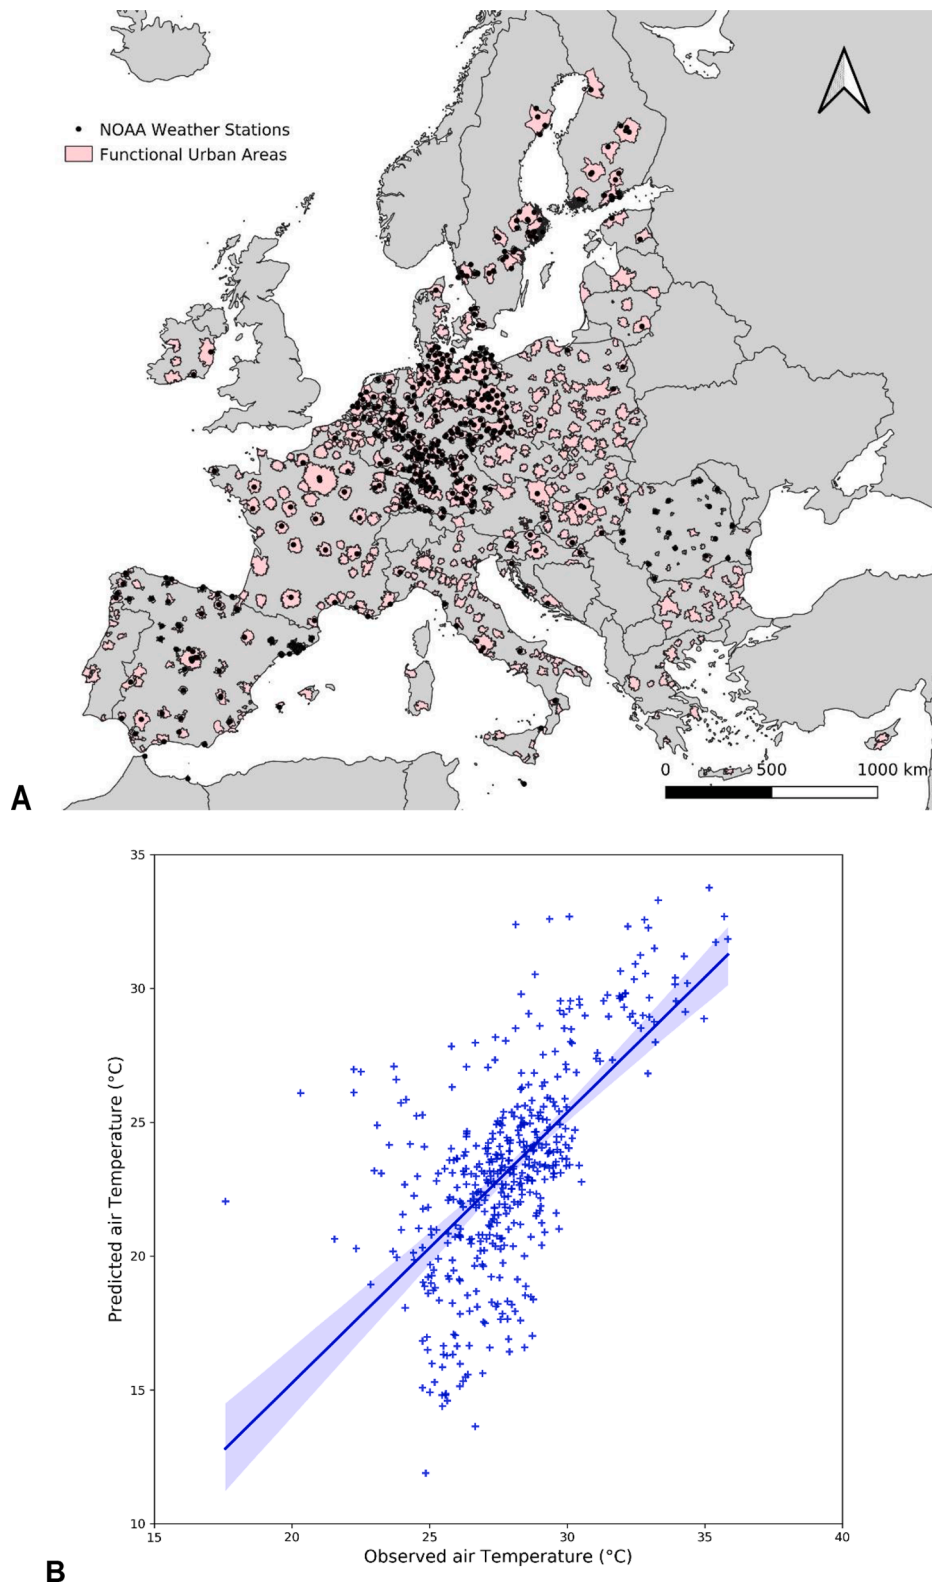 NOAA Weather Stations
Functional Urban Areas
0 500 1000 km
A
35
30
25
20
15
10
Predicted air Temperature (°C)
15 20 25 30 35 40
Observed air Temperature (°C)
B